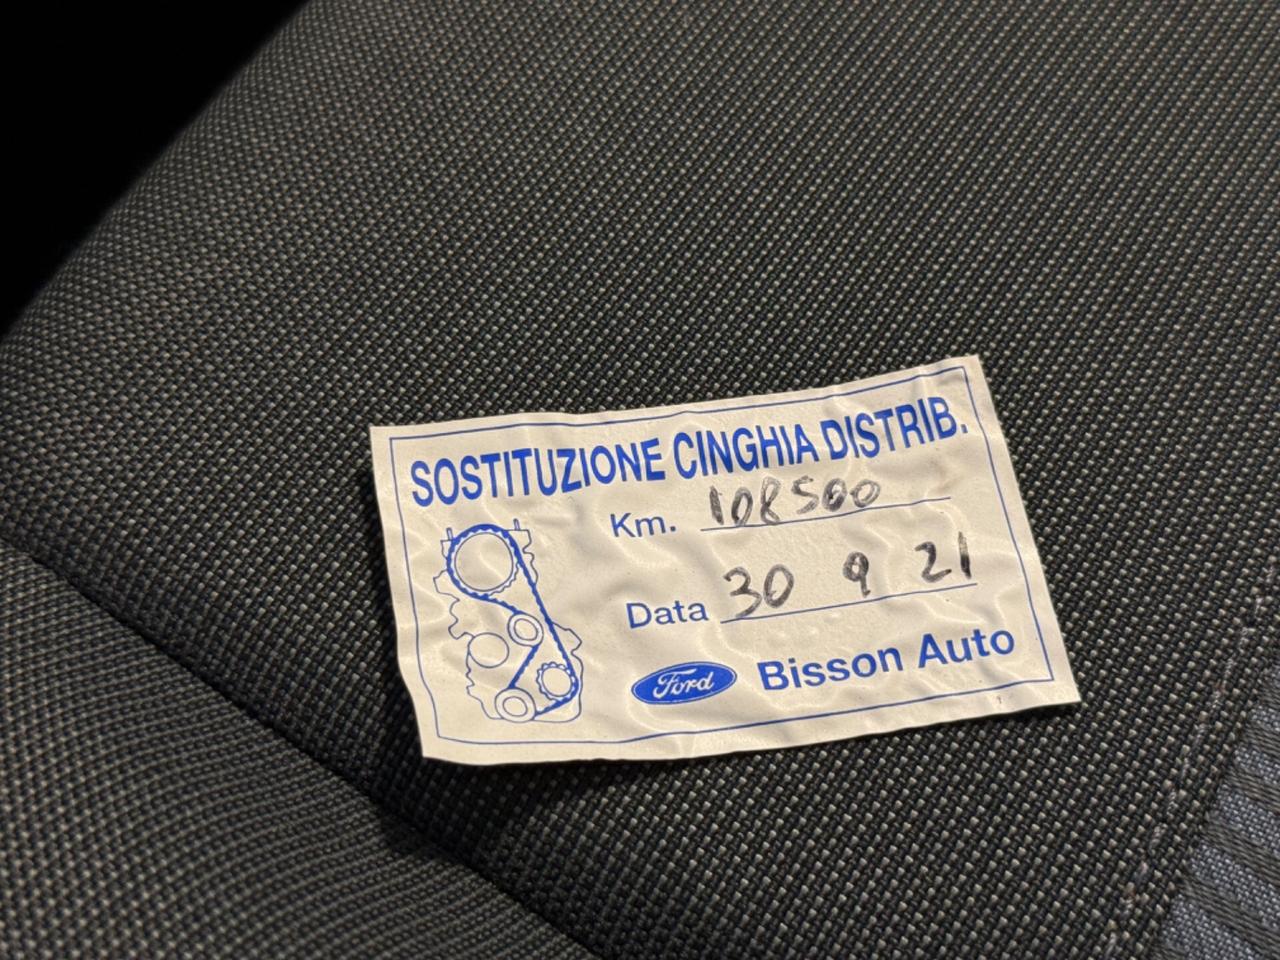 SOSTITUZIONE CINGHIA DISTRIB.
Km. 108500
Data 30 9 21
Ford Bisson Auto